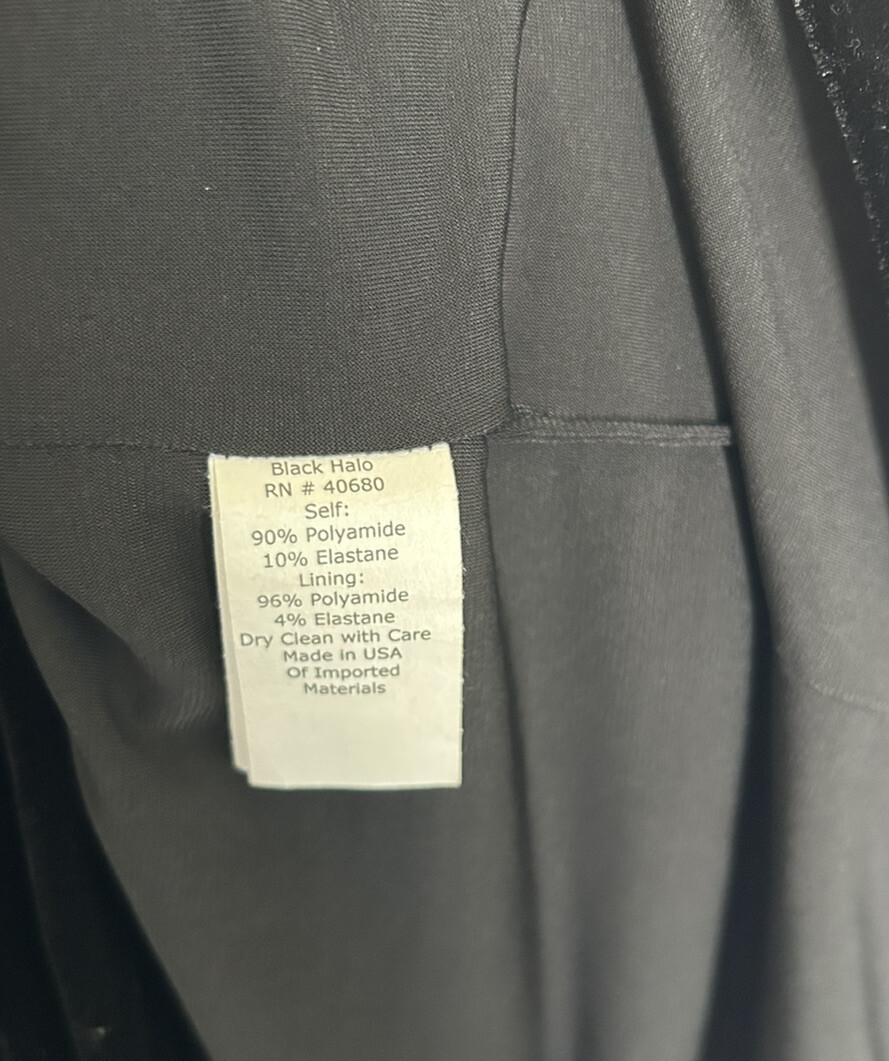 Black Halo
RN # 40680
Self:
90% Polyamide
10% Elastane
Lining:
96% Polyamide
4% Elastane
Dry Clean with Care
Made in USA
Of Imported
Materials